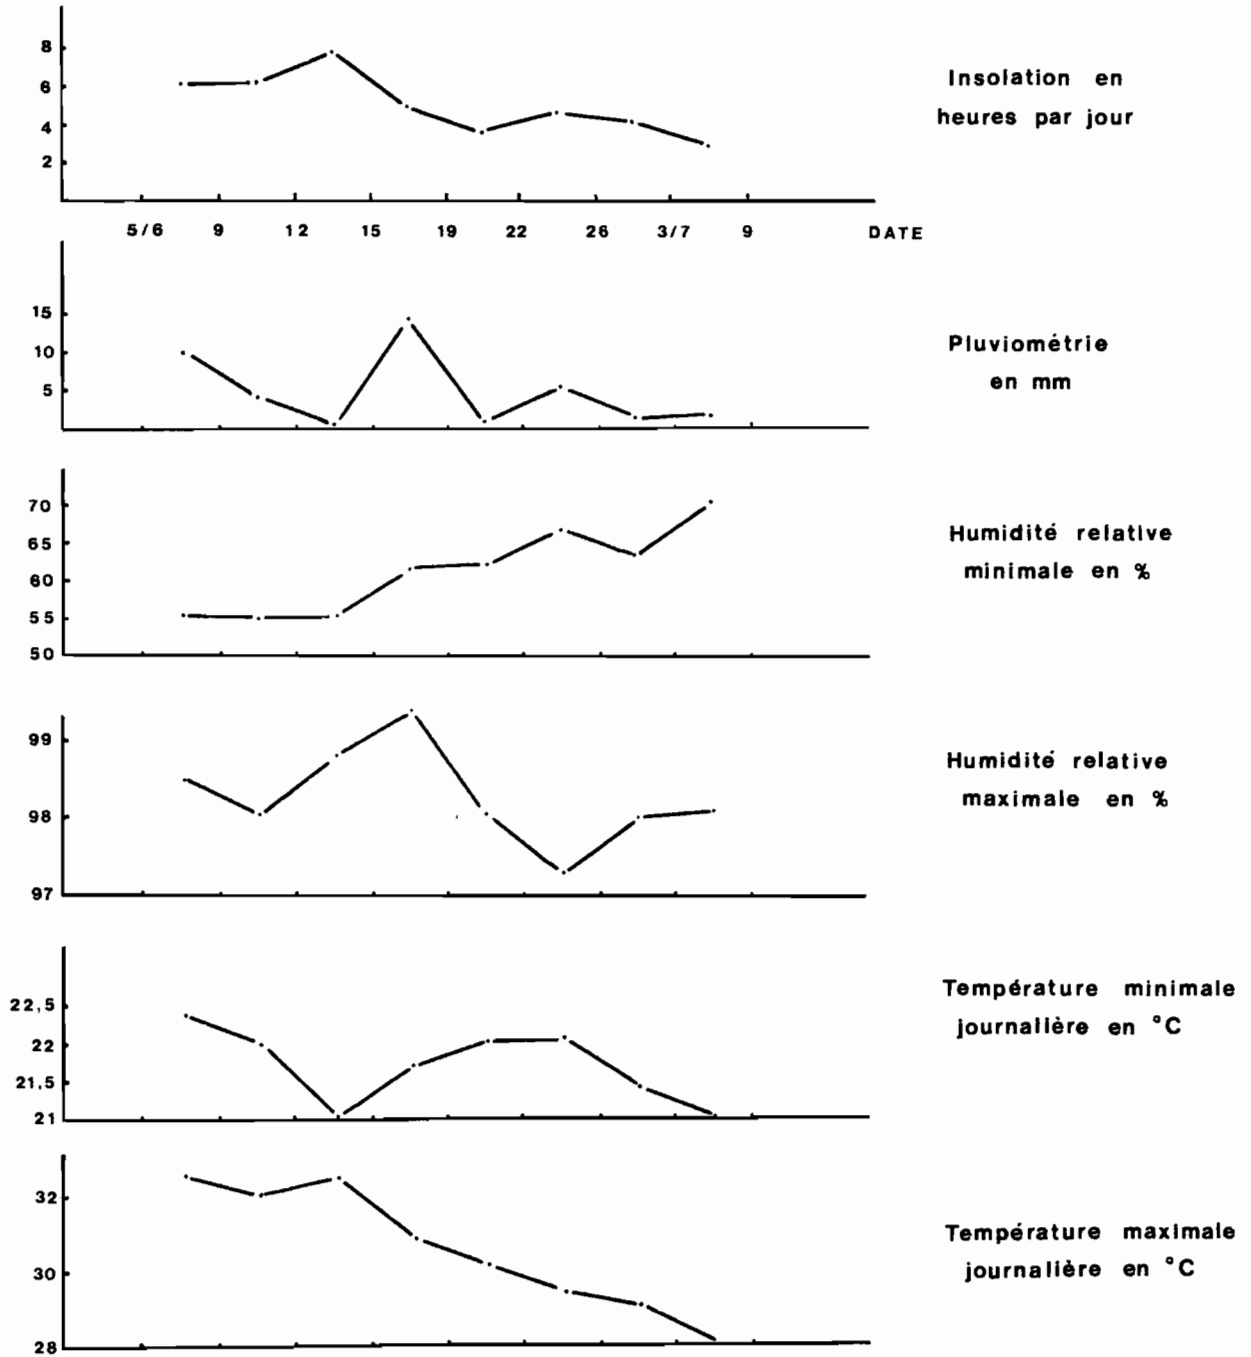 8
6
4
2
Insolation en
heures par jour
5/6 9 12 15 19 22 26 3/7 9 DATE
15
10
5
Pluviométrie
en mm
70
65
60
55
50
Humidité relative
minimale en %
99
98
97
Humidité relative
maximale en %
22,5
22
21,5
21
Température minimale
journalière en °C
32
30
28
Température maximale
journalière en °C